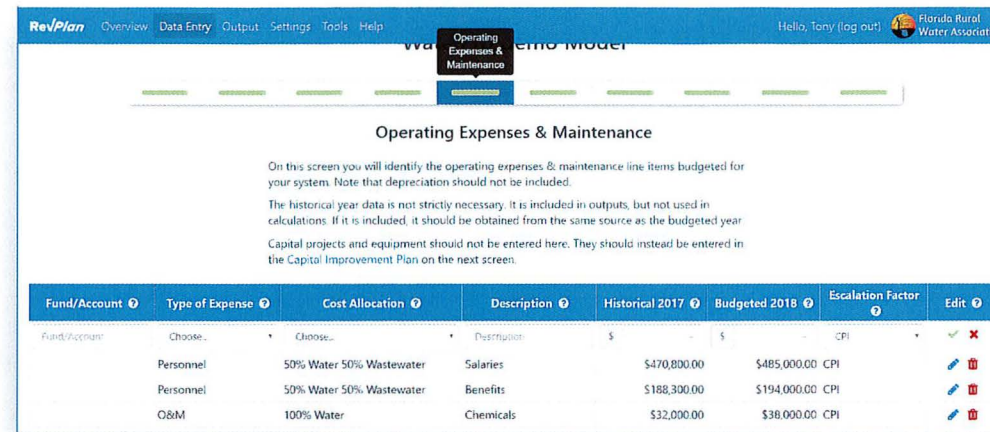 RevPlan Overview Data Entry Output Settings Tools Help Hello, Tony (log out) Florida Rural
Water Associat
Operating
Expenses &
Maintenance
Operating Expenses & Maintenance
On this screen you will identify the operating expenses & maintenance line items budgeted for
your system. Note that depreciation should not be included.
The historical year data is not strictly necessary. It is included in outputs, but not used in
calculations. If it is included, it should be obtained from the same source as the budgeted year
Capital projects and equipment should not be entered here. They should instead be entered in
the Capital Improvement Plan on the next screen.
Fund/Account Type of Expense Cost Allocation Description Historical 2017 Budgeted 2018 Escalation Factor Edit
Fund/Account Choose... Choose... Description $ - $ - CPI
Personnel 50% Water 50% Wastewater Salaries $470,800.00 $485,000.00 CPI
Personnel 50% Water 50% Wastewater Benefits $188,300.00 $194,000.00 CPI
O&M 100% Water Chemicals $32,000.00 $38,000.00 CPI